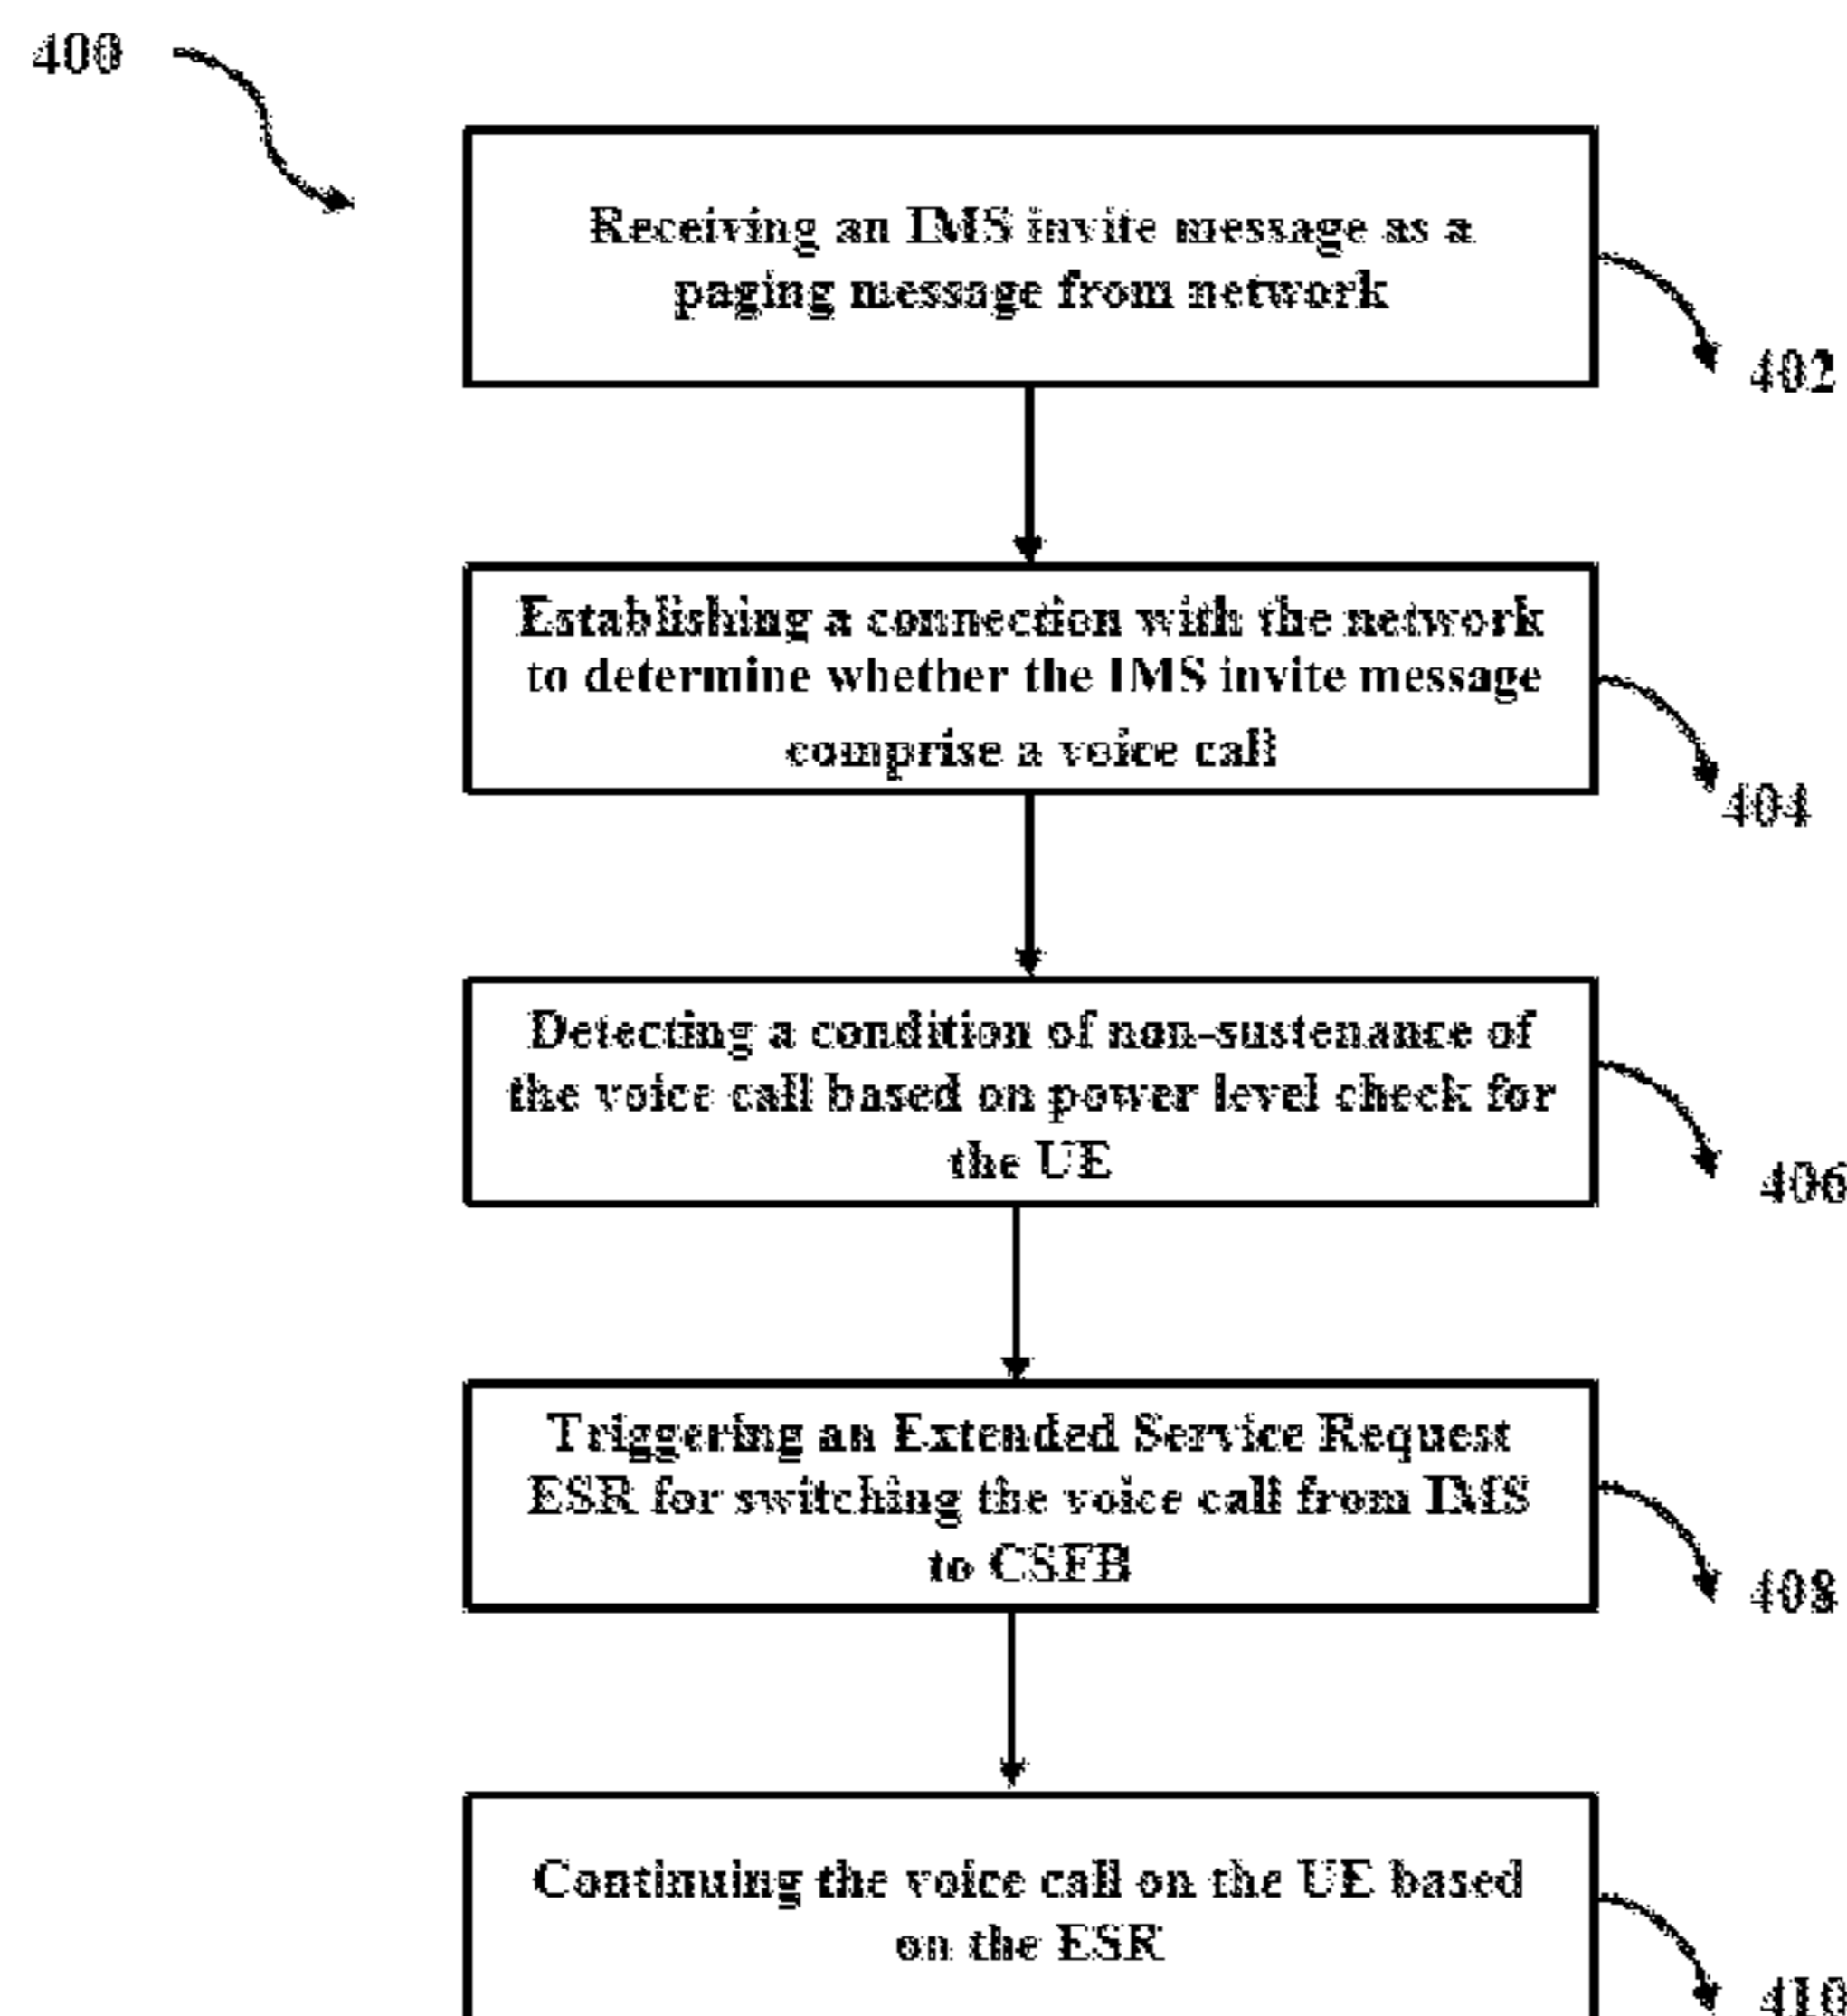 400
Receiving an IMS invite message as a
paging message from network
402
Establishing a connection with the network
to determine whether the IMS invite message
comprise a voice call
404
Detecting a condition of non-sustenance of
the voice call based on power level check for
the UE
406
Triggering an Extended Service Request
ESR for switching the voice call from IMS
to CSFB
408
Continuing the voice call on the UE based
on the ESR
410